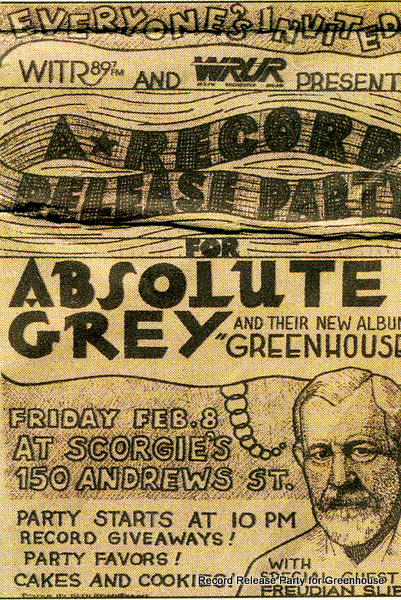 EVERYONE'S INVITED
WITR 89.7 FM AND WRUR PRESENT
A RECORD
RELEASE PARTY
FOR
ABSOLUTE
GREY AND THEIR NEW ALBUM
"GREENHOUSE
FRIDAY FEB. 8
AT SCORGIE'S
150 ANDREWS ST.
PARTY STARTS AT 10 PM
RECORD GIVEAWAYS!
PARTY FAVORS!
CAKES AND COOKIES!
WITH
SPECIAL GUEST
FREUDIAN SLIP
Record Release Party for Greenhouse